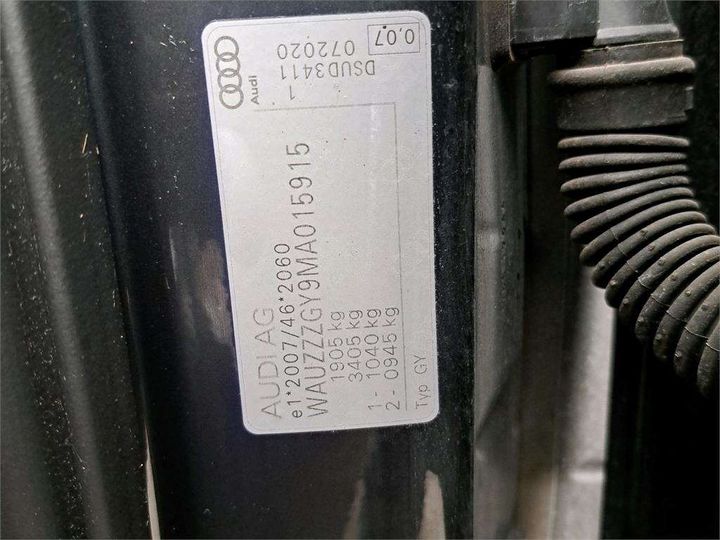 AUDI AG
e1*2007/46*2060
WAUZZZGY9MA015915
1905 kg
3405 kg
1- 1040 kg
2- 0945 kg
Typ GY
Audi
1
DSUD3411
072020
0,07